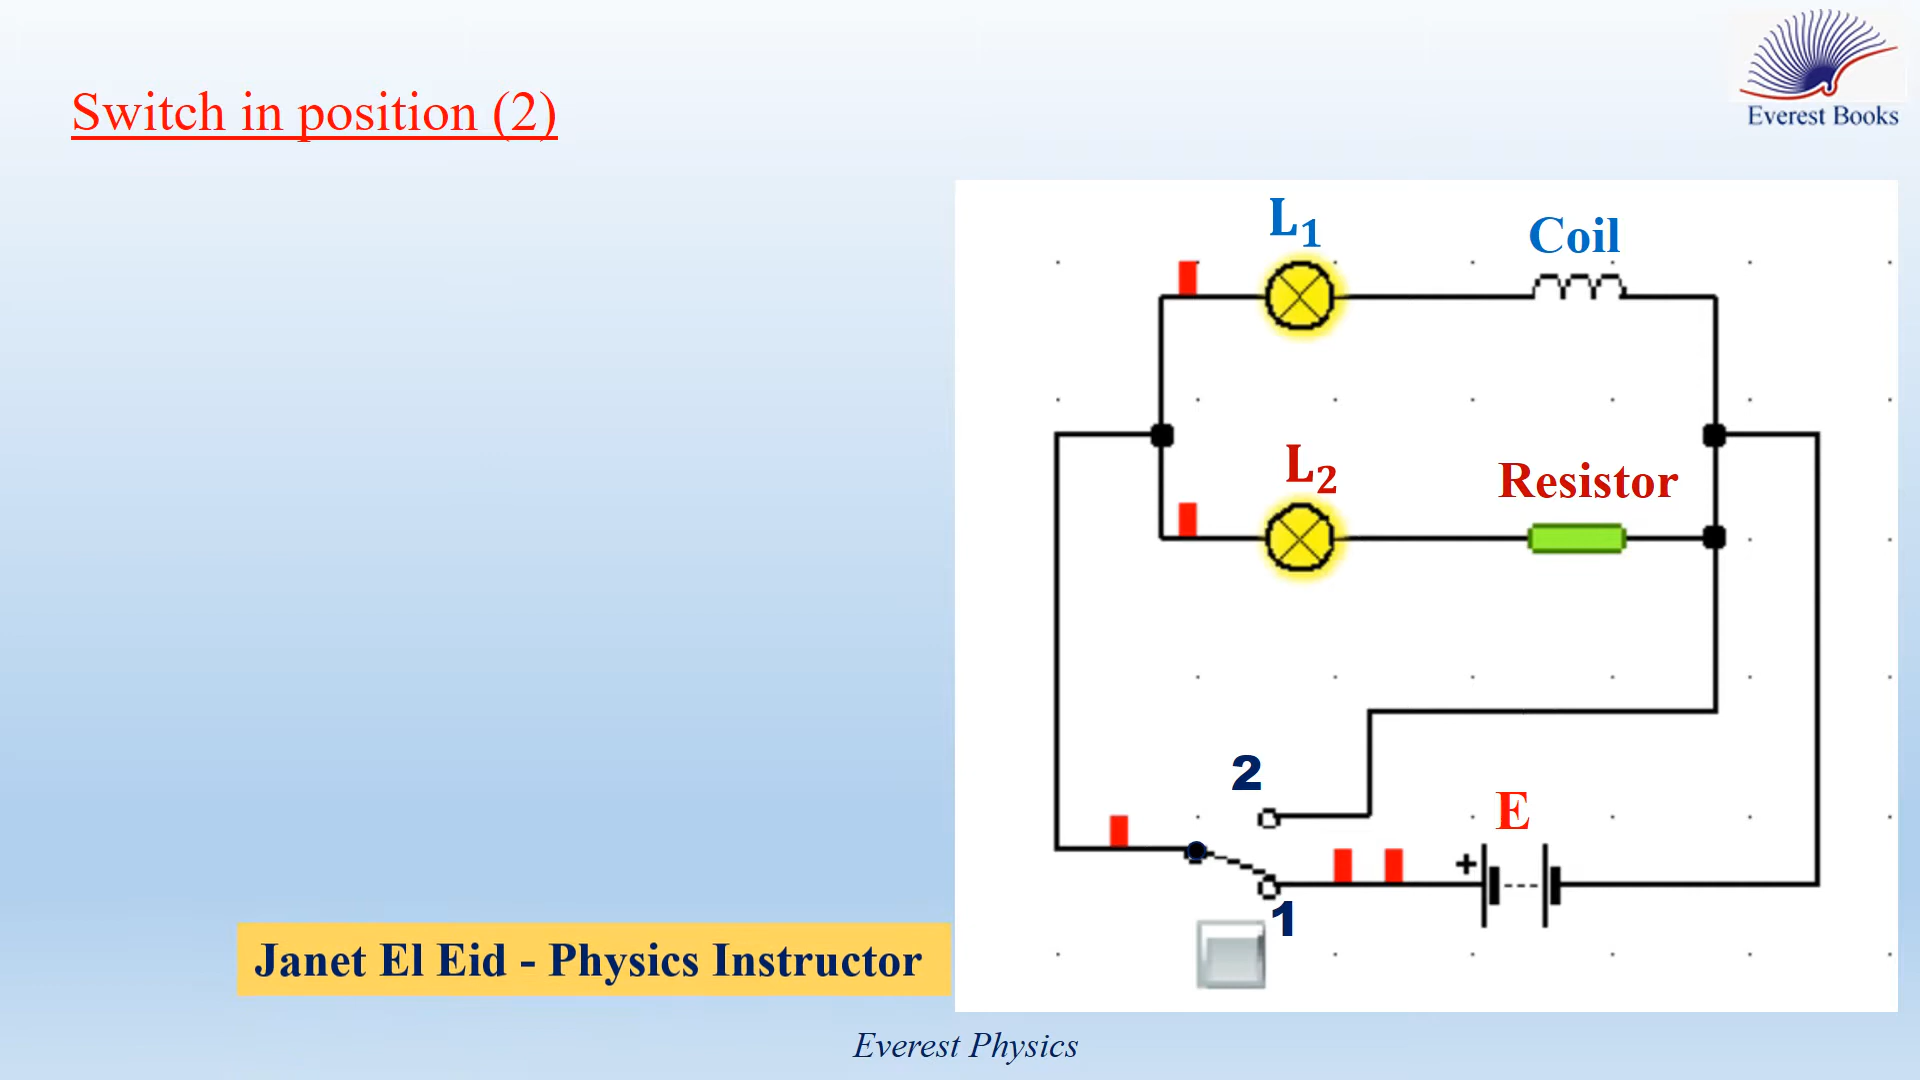 Everest Books
Switch in position (2)
L₁
Coil
L₂
Resistor
2
E
+
1
Janet El Eid - Physics Instructor
Everest Physics